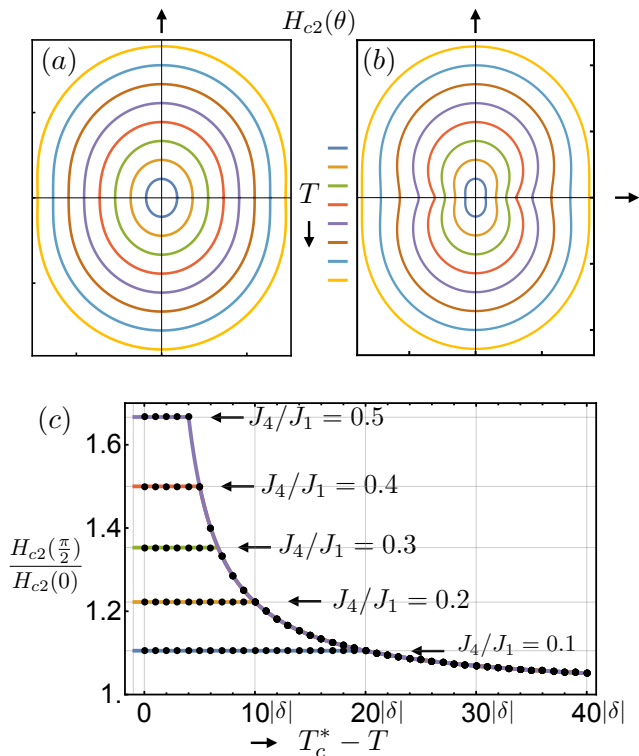 H_{c2}(θ)
(a)
(b)
T
(c)
J_4/J_1 = 0.5
1.6
J_4/J_1 = 0.4
1.4
J_4/J_1 = 0.3
H_{c2}(π/2)
H_{c2}(0)
J_4/J_1 = 0.2
1.2
J_4/J_1 = 0.1
1.
0 10|δ| 20|δ| 30|δ| 40|δ|
T_c^* − T